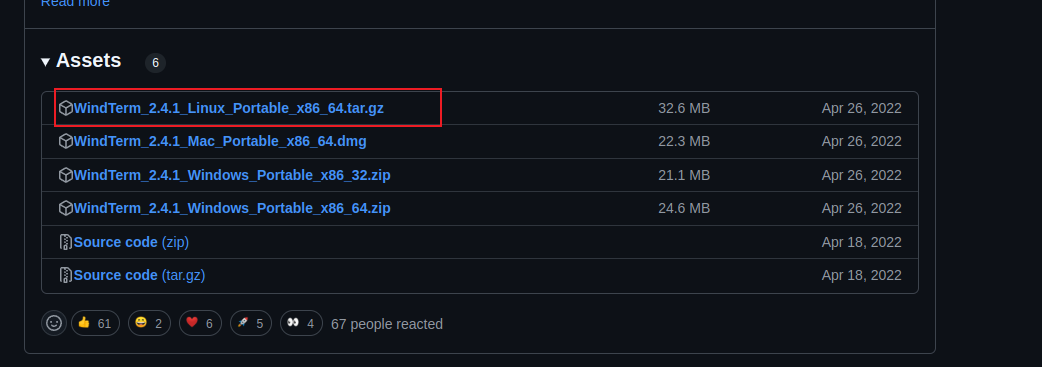 Read more
Assets 6
WindTerm_2.4.1_Linux_Portable_x86_64.tar.gz 32.6 MB Apr 26, 2022
WindTerm_2.4.1_Mac_Portable_x86_64.dmg 22.3 MB Apr 26, 2022
WindTerm_2.4.1_Windows_Portable_x86_32.zip 21.1 MB Apr 26, 2022
WindTerm_2.4.1_Windows_Portable_x86_64.zip 24.6 MB Apr 26, 2022
Source code (zip) Apr 18, 2022
Source code (tar.gz) Apr 18, 2022
61 2 6 5 4 67 people reacted